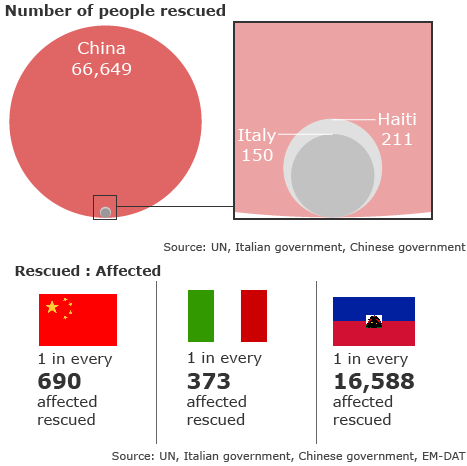 Number of people rescued
China
66,649
Haiti
211
Italy
150
Source: UN, Italian government, Chinese government
Rescued : Affected
1 in every
690
affected
rescued
1 in every
373
affected
rescued
1 in every
16,588
affected
rescued
Source: UN, Italian government, Chinese government, EM-DAT